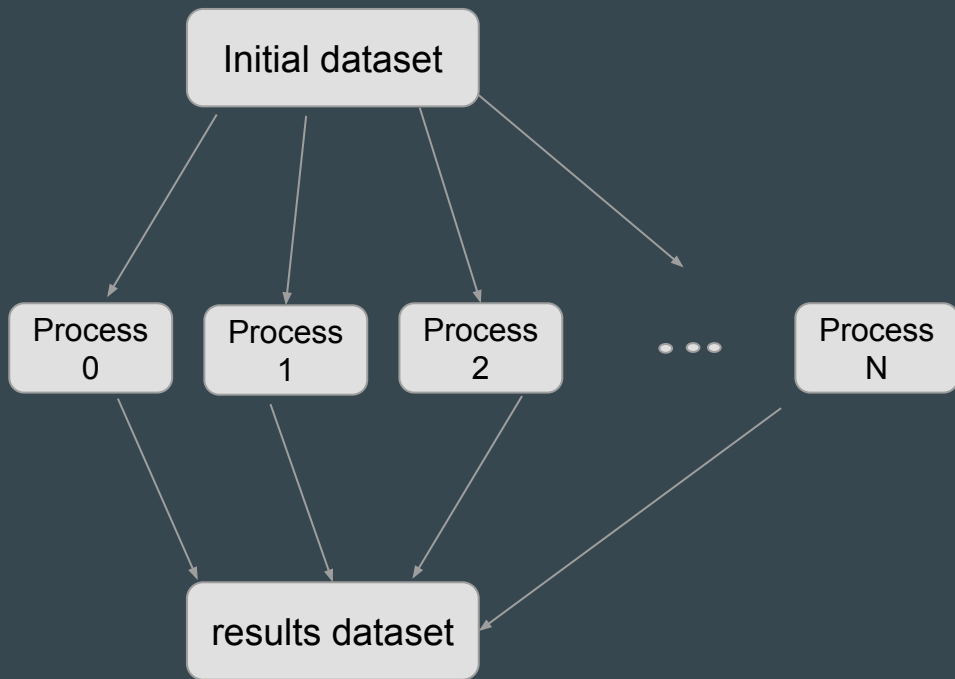 Initial dataset
Process
0
Process
1
Process
2
Process
N
results dataset